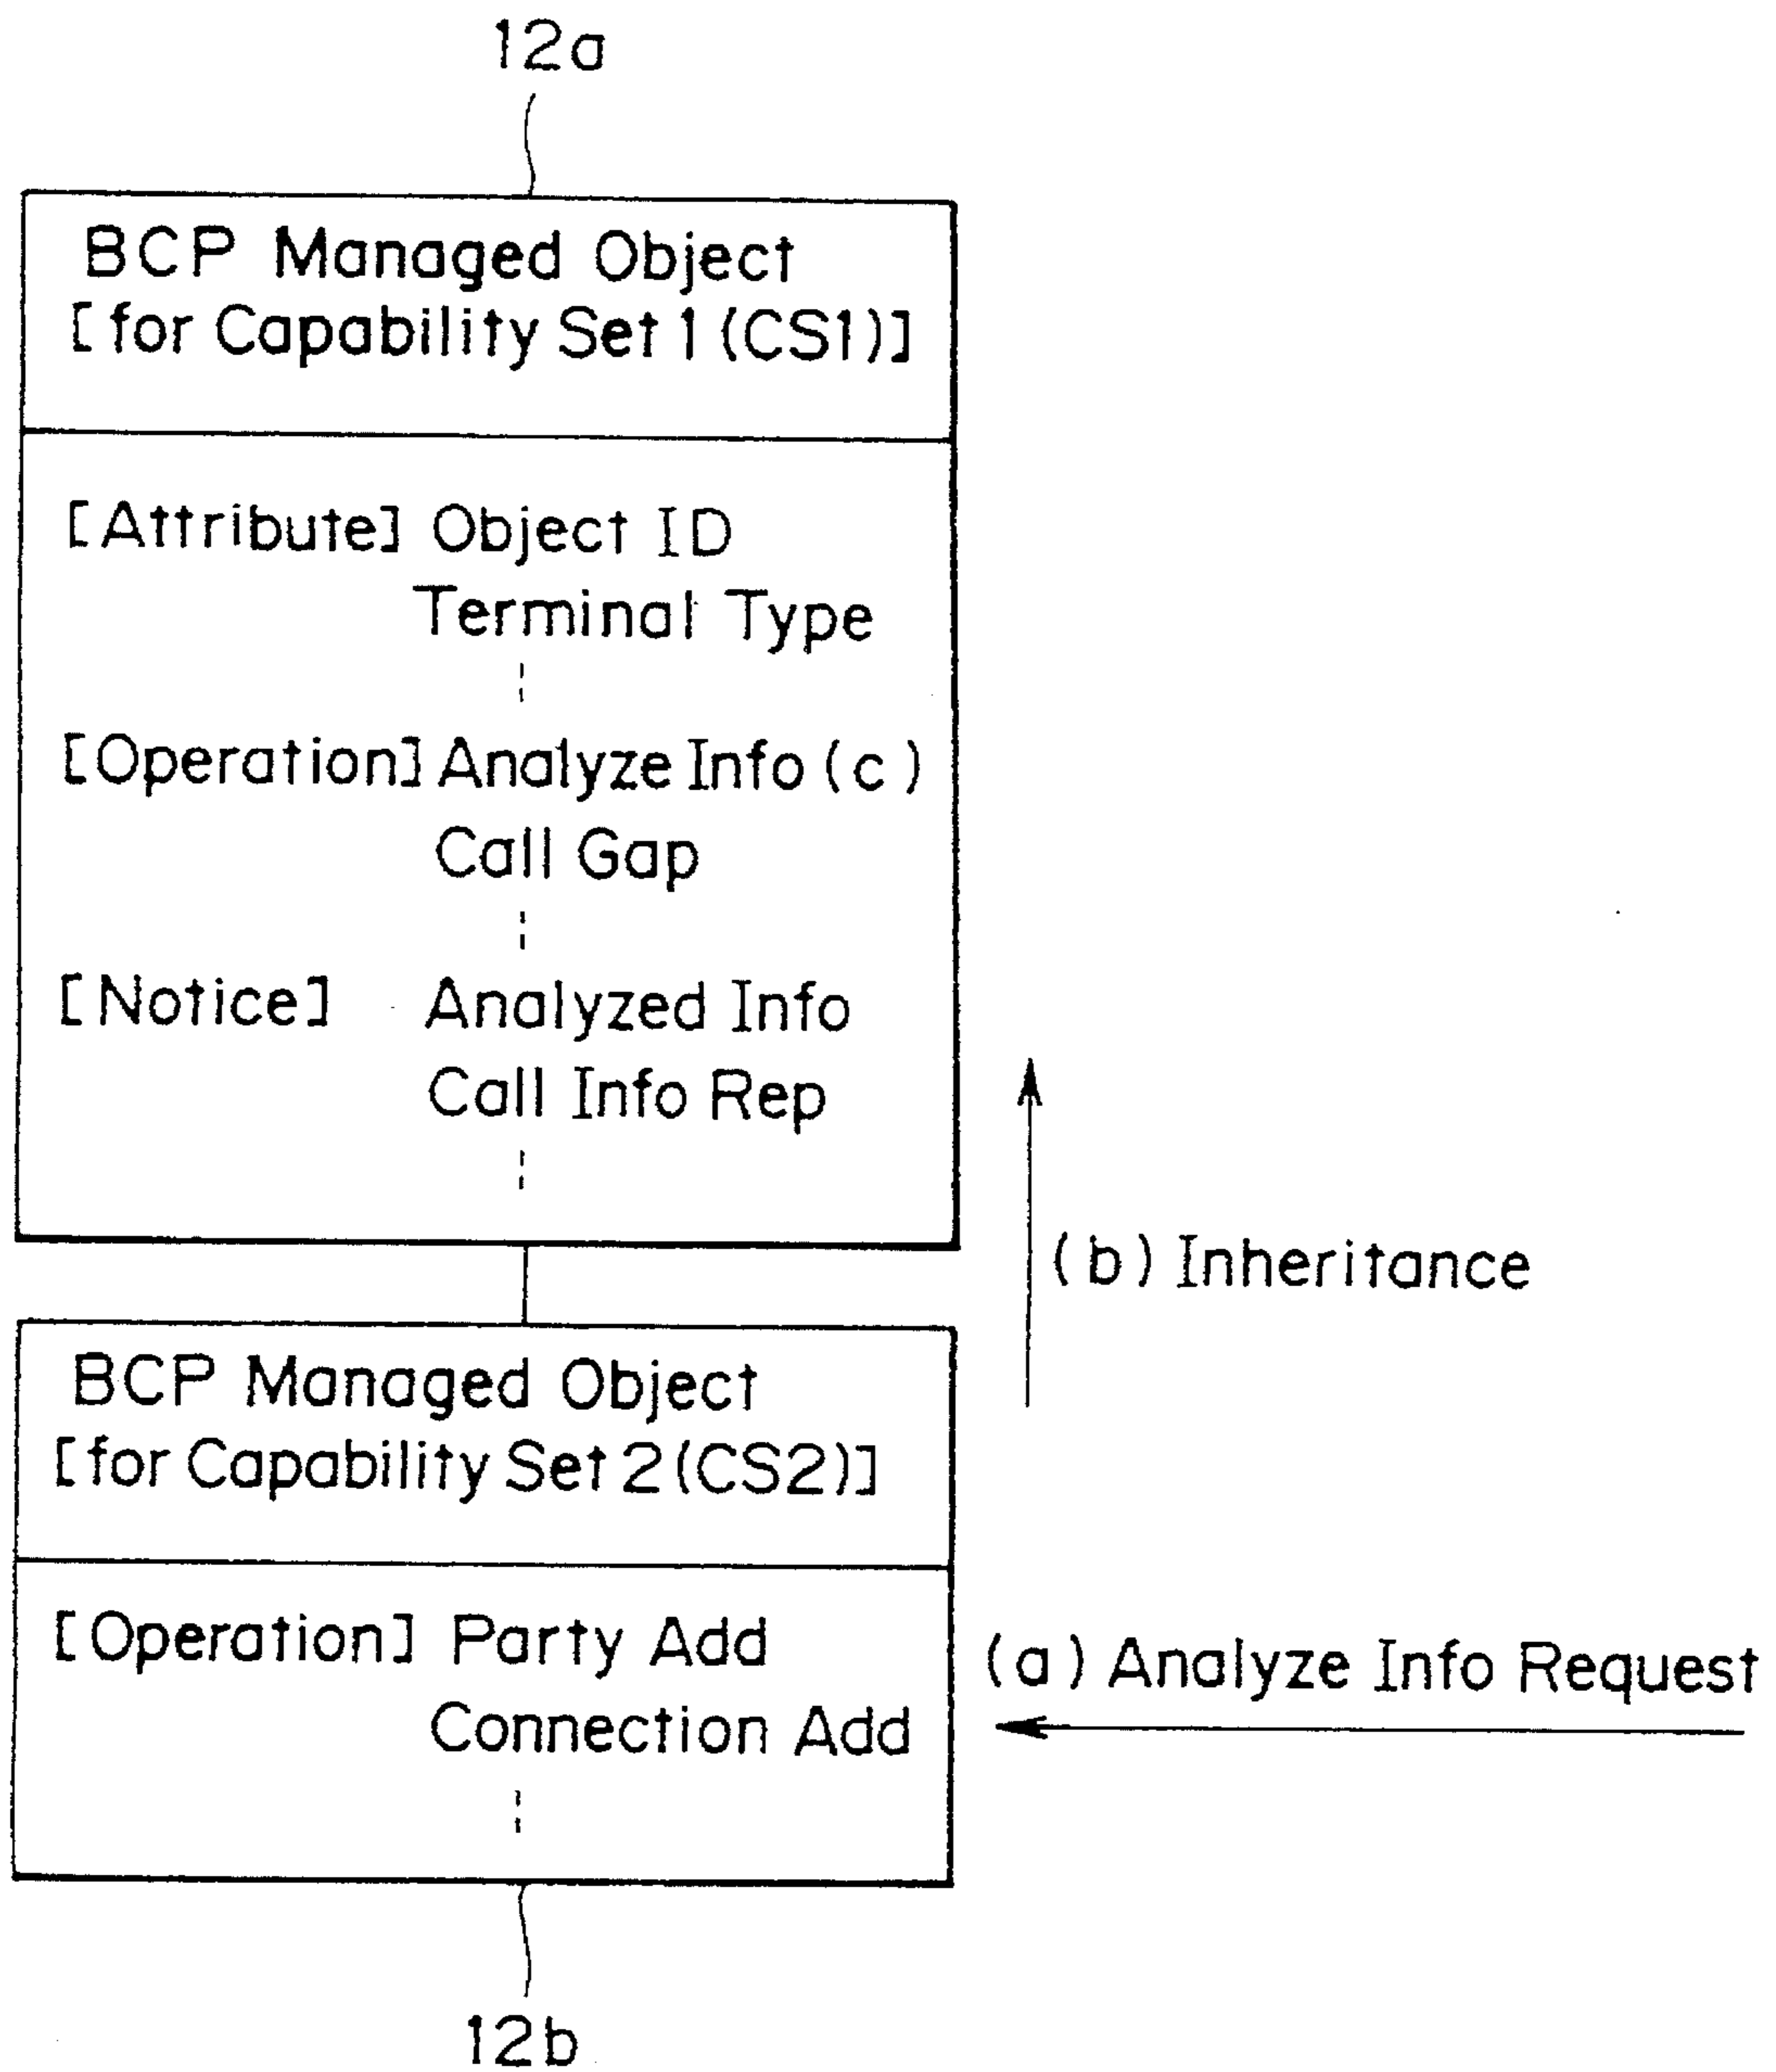 12a
BCP Managed Object
[for Capability Set 1 (CS1)]
[Attribute] Object ID
Terminal Type
[Operation] Analyze Info (c)
Call Gap
[Notice] Analyzed Info
Call Info Rep
(b) Inheritance
BCP Managed Object
[for Capability Set 2 (CS2)]
[Operation] Party Add
(a) Analyze Info Request
Connection Add
12b